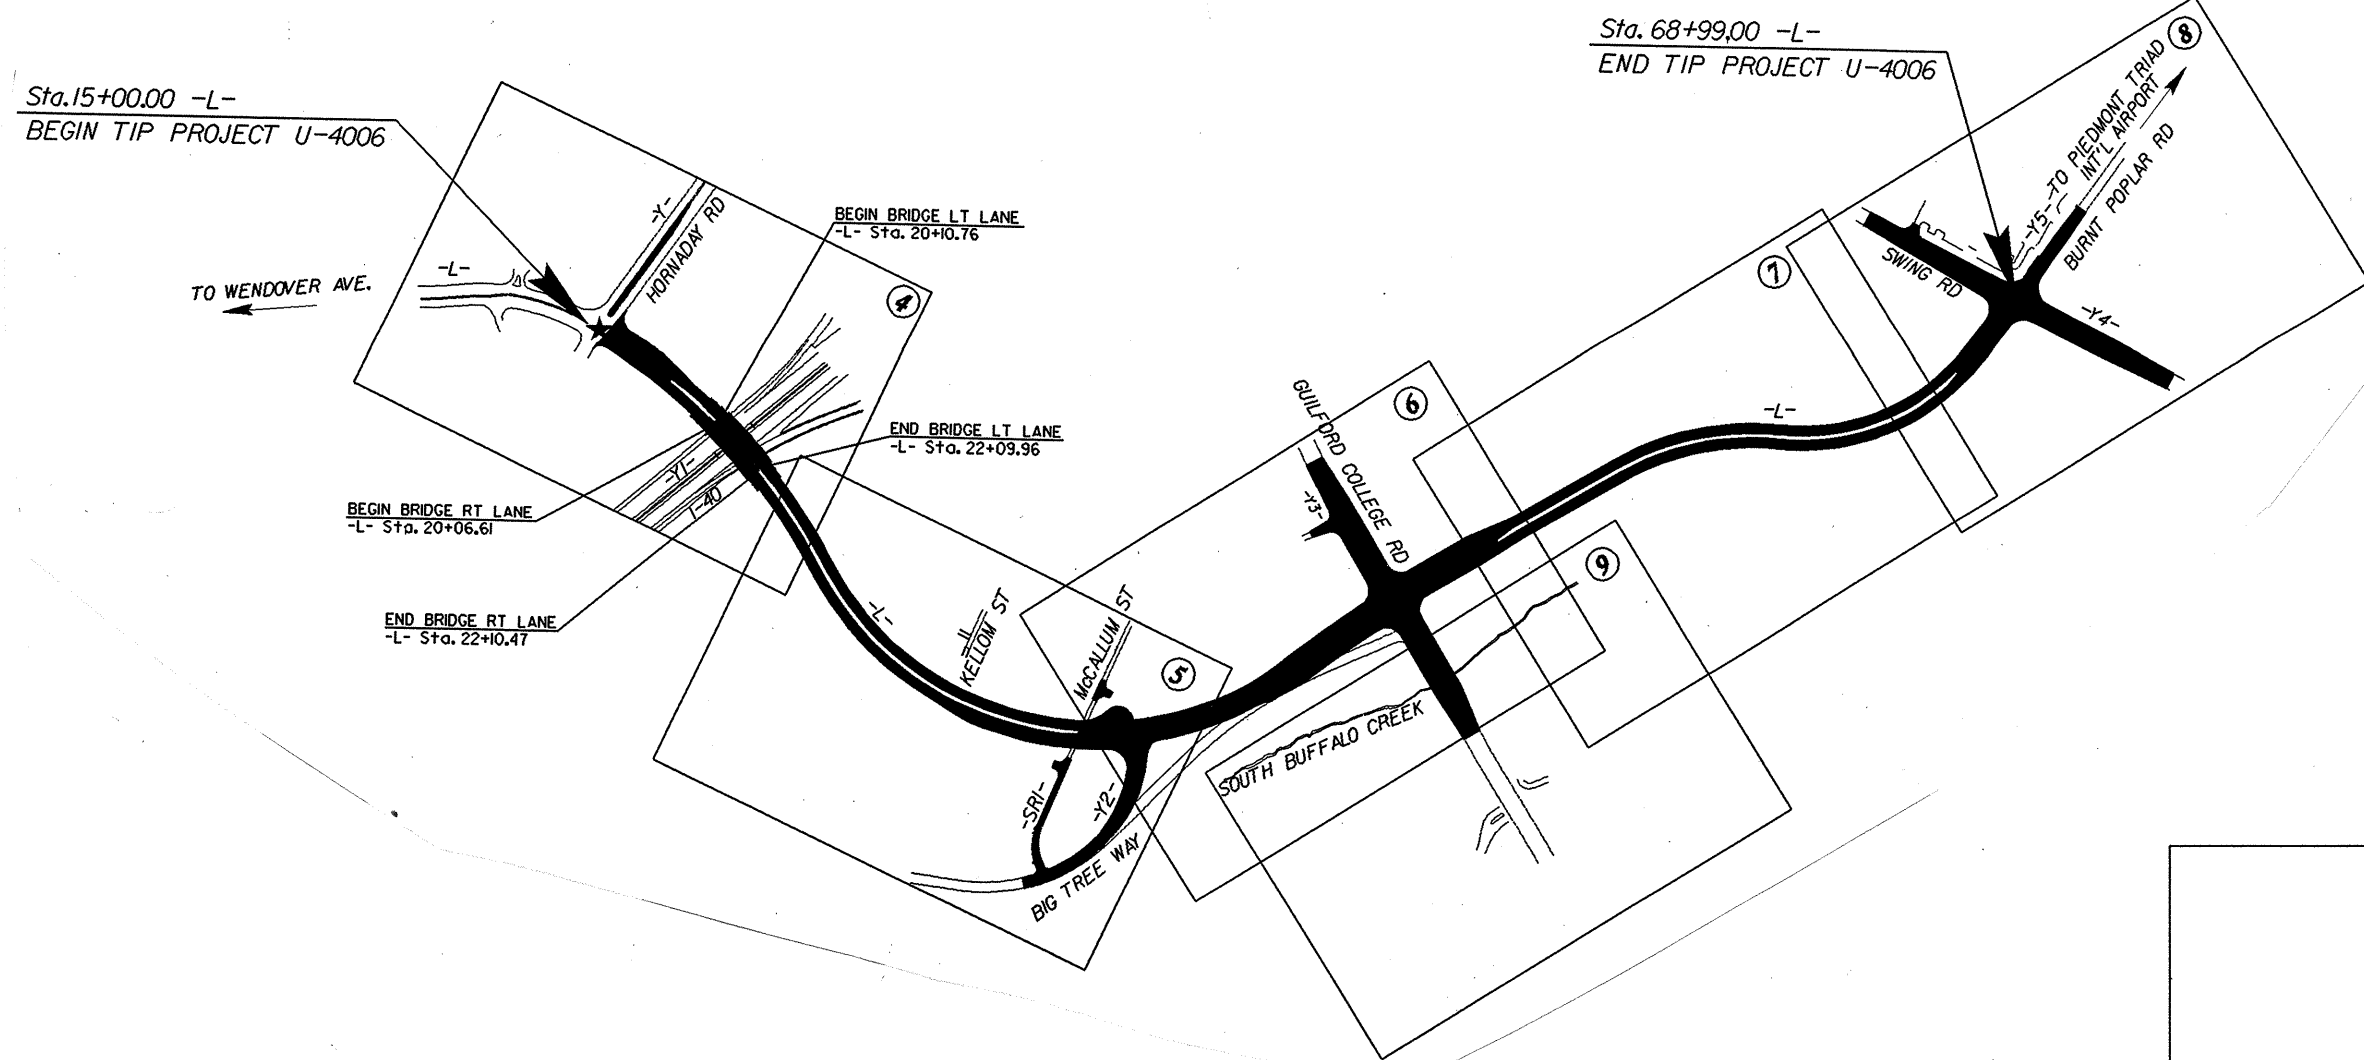 Sta.15+00.00 -L-
BEGIN TIP PROJECT U-4006
Sta. 68+99.00 -L-
END TIP PROJECT U-4006
8
TO PIEDMONT TRIAD
INT'L AIRPORT
-Y5-
BURNT POPLAR RD
SWING RD
-Y4-
7
-Y-
HORNADAY RD
BEGIN BRIDGE LT LANE
-L- Sta. 20+10.76
-L-
TO WENDOVER AVE.
4
END BRIDGE LT LANE
-L- Sta. 22+09.96
-Y1-
I-40
BEGIN BRIDGE RT LANE
-L- Sta. 20+06.61
END BRIDGE RT LANE
-L- Sta. 22+10.47
-L-
KELLOM ST
McCALLUM ST
5
GUILFORD COLLEGE RD
-Y3-
6
-L-
9
SOUTH BUFFALO CREEK
-SR1-
-Y2-
BIG TREE WAY